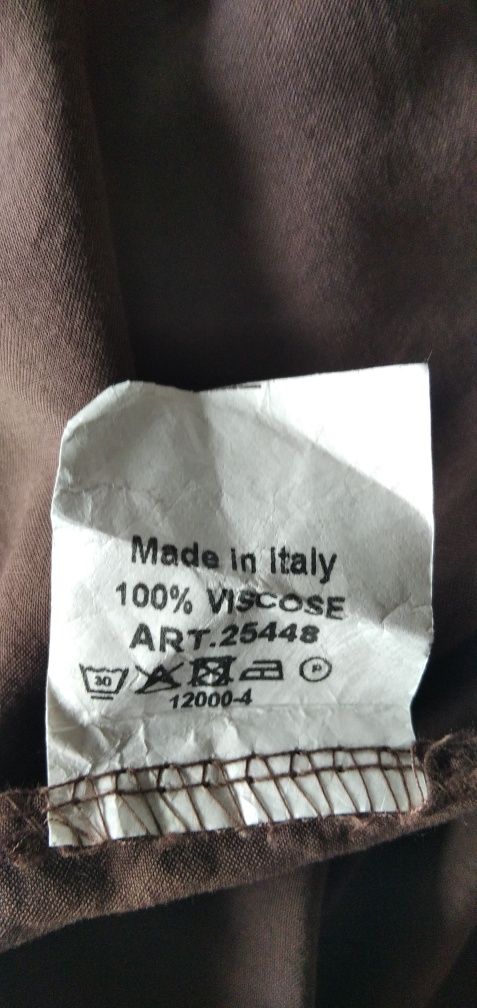 Made in Italy
100% VISCOSE
ART.25448
30 P
12000-4